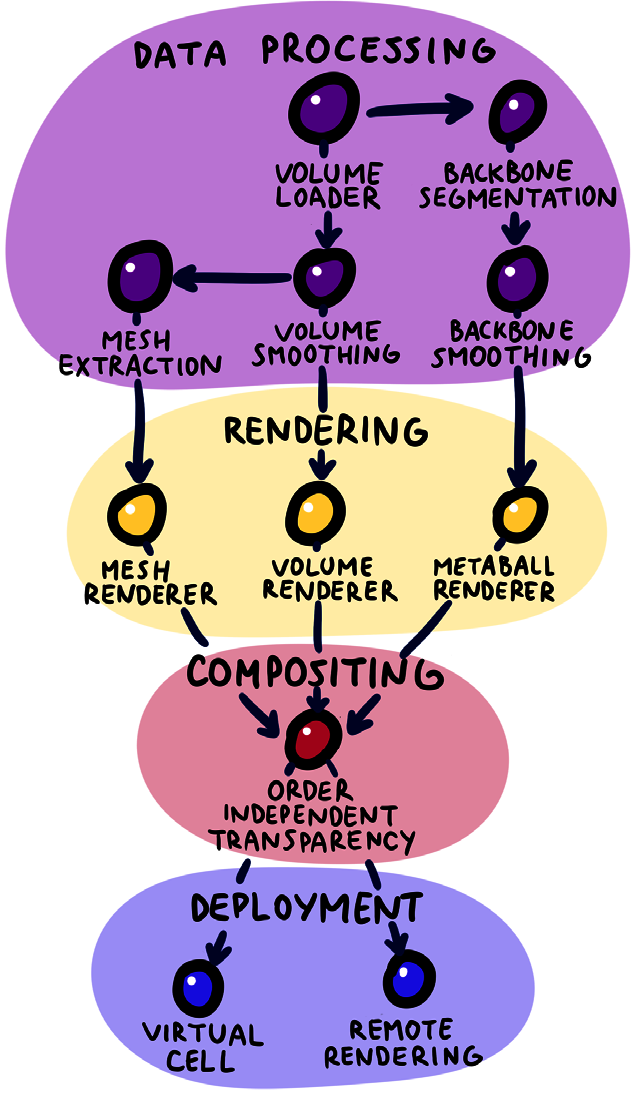 DATA PROCESSING
VOLUME
LOADER
BACKBONE
SEGMENTATION
MESH
EXTRACTION
VOLUME
SMOOTHING
BACKBONE
SMOOTHING
RENDERING
MESH
RENDERER
VOLUME
RENDERER
METABALL
RENDERER
COMPOSITING
ORDER
INDEPENDENT
TRANSPARENCY
DEPLOYMENT
VIRTUAL
CELL
REMOTE
RENDERING